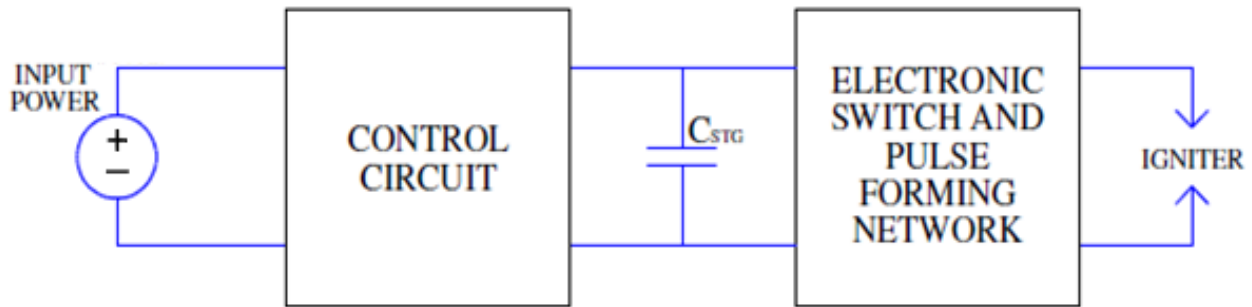 INPUT
POWER
+
−
CONTROL
CIRCUIT
CSTG
ELECTRONIC
SWITCH AND
PULSE
FORMING
NETWORK
IGNITER